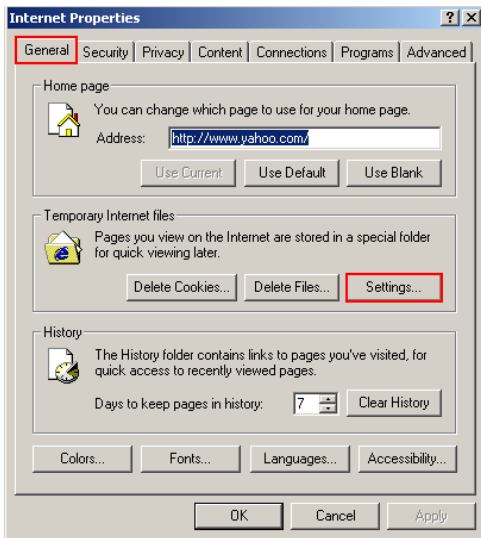 Internet Properties
General Security Privacy Content Connections Programs Advanced
Home page
You can change which page to use for your home page.
Address: http://www.yahoo.com/
Use Current Use Default Use Blank
Temporary Internet files
Pages you view on the Internet are stored in a special folder
for quick viewing later.
Delete Cookies... Delete Files... Settings...
History
The History folder contains links to pages you've visited, for
quick access to recently viewed pages.
Days to keep pages in history: 7 Clear History
Colors... Fonts... Languages... Accessibility...
OK Cancel Apply